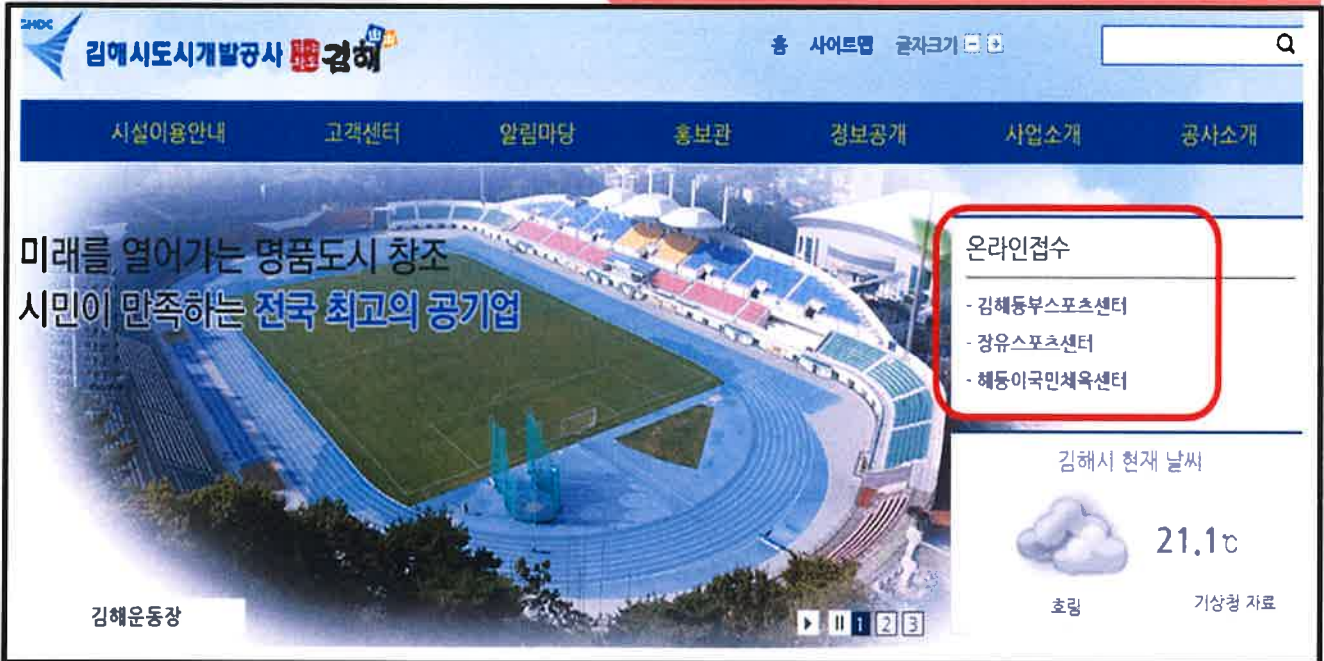 GHDC
김해시도시개발공사 김해
홈 사이트맵 글자크기
시설이용안내 고객센터 알림마당 홍보관 정보공개 사업소개 공사소개
미래를 열어가는 명품도시 창조
시민이 만족하는 전국 최고의 공기업
온라인접수
- 김해동부스포츠센터
- 장유스포츠센터
- 해동이국민체육센터
김해시 현재 날씨
21.1℃
흐림 기상청 자료
김해운동장
1 2 3